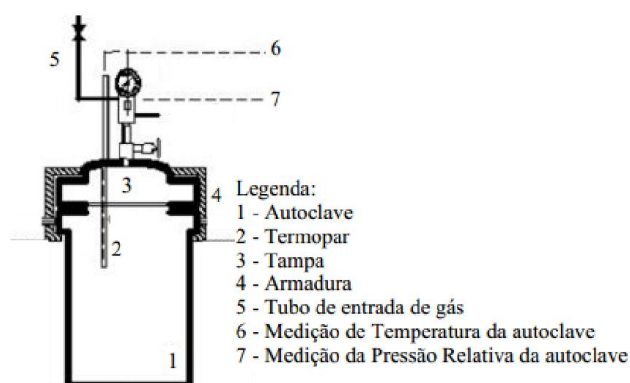 6
5
7
3
4
2
1
Legenda:
1 - Autoclave
2 - Termopar
3 - Tampa
4 - Armadura
5 - Tubo de entrada de gás
6 - Medição de Temperatura da autoclave
7 - Medição da Pressão Relativa da autoclave